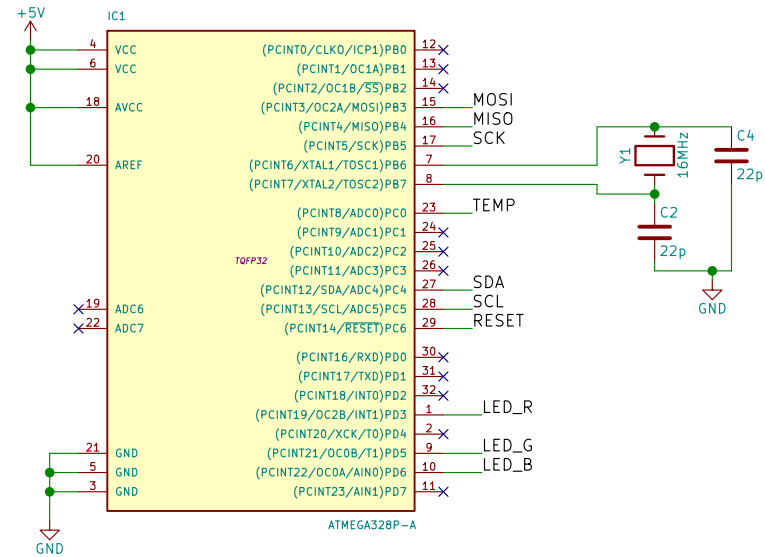 +5V
IC1
4 VCC (PCINT0/CLKO/ICP1)PB0 12
6 VCC (PCINT1/OC1A)PB1 13
(PCINT2/OC1B/SS)PB2 14
18 AVCC (PCINT3/OC2A/MOSI)PB3 15 MOSI
(PCINT4/MISO)PB4 16 MISO
(PCINT5/SCK)PB5 17 SCK
20 AREF (PCINT6/XTAL1/TOSC1)PB6 7
(PCINT7/XTAL2/TOSC2)PB7 8
Y1
16MHz
C4
22p
C2
22p
GND
(PCINT8/ADC0)PC0 23 TEMP
(PCINT9/ADC1)PC1 24
(PCINT10/ADC2)PC2 25
TQFP32
(PCINT11/ADC3)PC3 26
(PCINT12/SDA/ADC4)PC4 27 SDA
19 ADC6 (PCINT13/SCL/ADC5)PC5 28 SCL
22 ADC7 (PCINT14/RESET)PC6 29 RESET
(PCINT16/RXD)PD0 30
(PCINT17/TXD)PD1 31
(PCINT18/INT0)PD2 32
(PCINT19/OC2B/INT1)PD3 1 LED_R
(PCINT20/XCK/T0)PD4 2
21 GND (PCINT21/OC0B/T1)PD5 9 LED_G
5 GND (PCINT22/OC0A/AIN0)PD6 10 LED_B
3 GND (PCINT23/AIN1)PD7 11
ATMEGA328P-A
GND